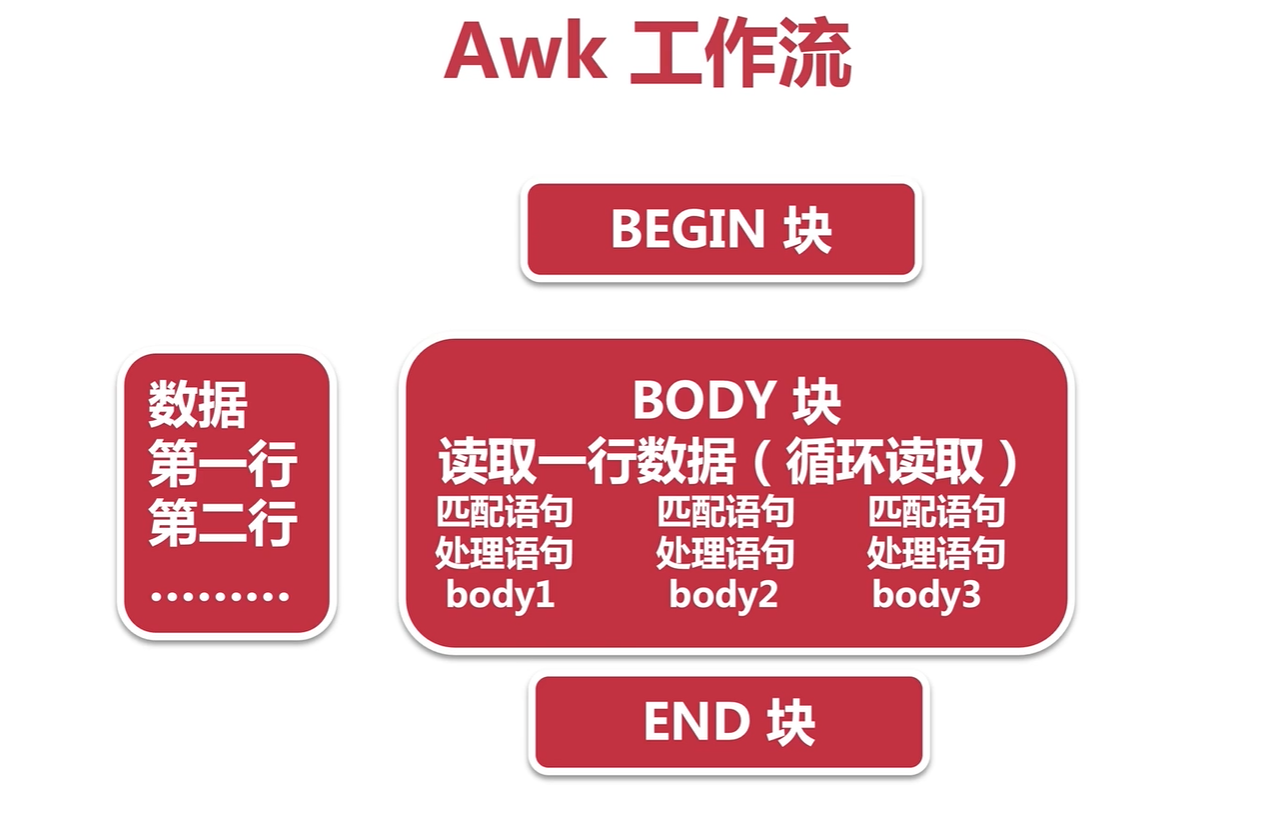 Awk 工作流
BEGIN 块
数据
第一行
第二行
.........
BODY 块
读取一行数据（循环读取）
匹配语句 匹配语句 匹配语句
处理语句 处理语句 处理语句
body1 body2 body3
END 块